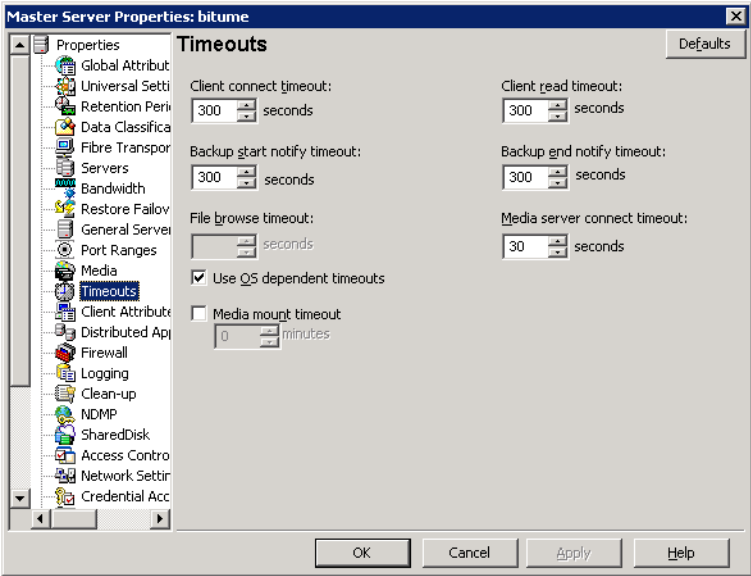 Master Server Properties: bitume
Properties
Global Attribut
Universal Setti
Retention Peri
Data Classifica
Fibre Transpor
Servers
Bandwidth
Restore Failov
General Server
Port Ranges
Media
Timeouts
Client Attribute
Distributed App
Firewall
Logging
Clean-up
NDMP
SharedDisk
Access Contro
Network Settin
Credential Acc
Timeouts
Defaults
Client connect timeout: Client read timeout:
300 seconds 300 seconds
Backup start notify timeout: Backup end notify timeout:
300 seconds 300 seconds
File browse timeout: Media server connect timeout:
seconds 30 seconds
Use OS dependent timeouts
Media mount timeout
0 minutes
OK Cancel Apply Help